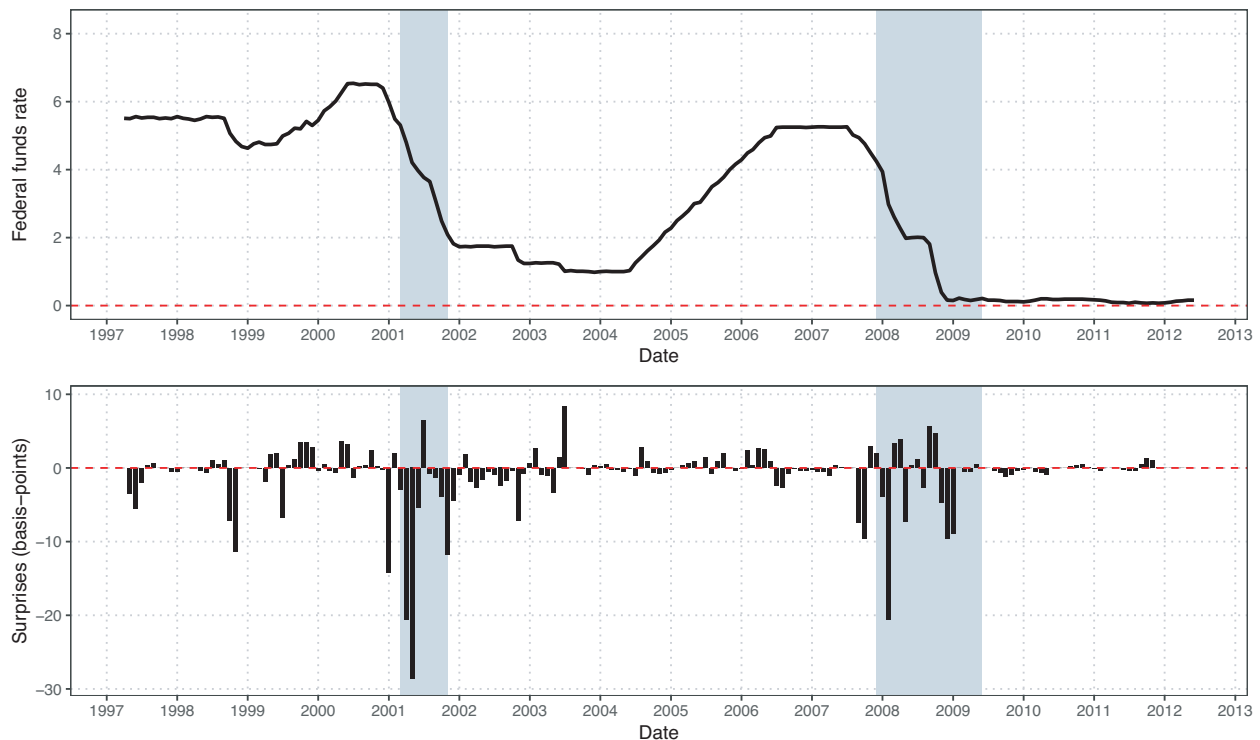 Federal funds rate
8
6
4
2
0
1997 1998 1999 2000 2001 2002 2003 2004 2005 2006 2007 2008 2009 2010 2011 2012 2013
Date
Surprises (basis−points)
10
0
−10
−20
−30
1997 1998 1999 2000 2001 2002 2003 2004 2005 2006 2007 2008 2009 2010 2011 2012 2013
Date